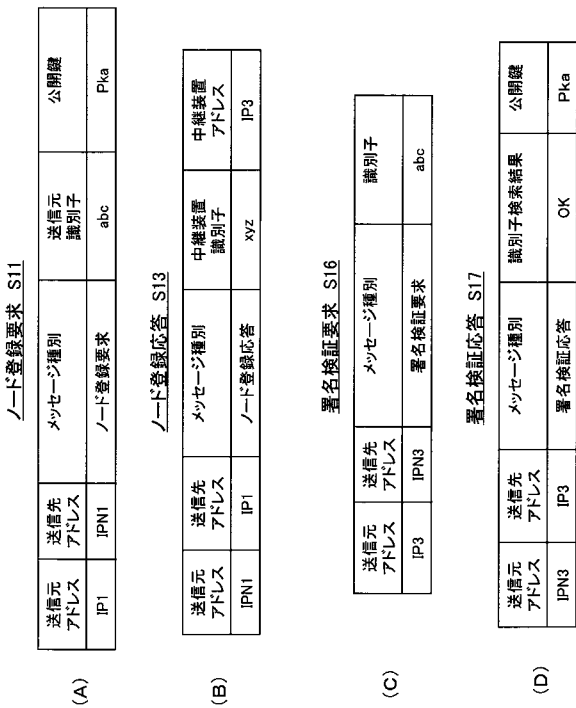 ノード登録要求 S11
(A)
送信元アドレス 送信先アドレス メッセージ種別 送信元識別子 公開鍵
IP1 IPN1 ノード登録要求 abc Pka
ノード登録応答 S13
(B)
送信元アドレス 送信先アドレス メッセージ種別 中継装置識別子 中継装置アドレス
IPN1 IP1 ノード登録応答 xyz IP3
署名検証要求 S16
(C)
送信元アドレス 送信先アドレス メッセージ種別 識別子
IP3 IPN3 署名検証要求 abc
署名検証応答 S17
(D)
送信元アドレス 送信先アドレス メッセージ種別 識別子検索結果 公開鍵
IPN3 IP3 署名検証応答 OK Pka